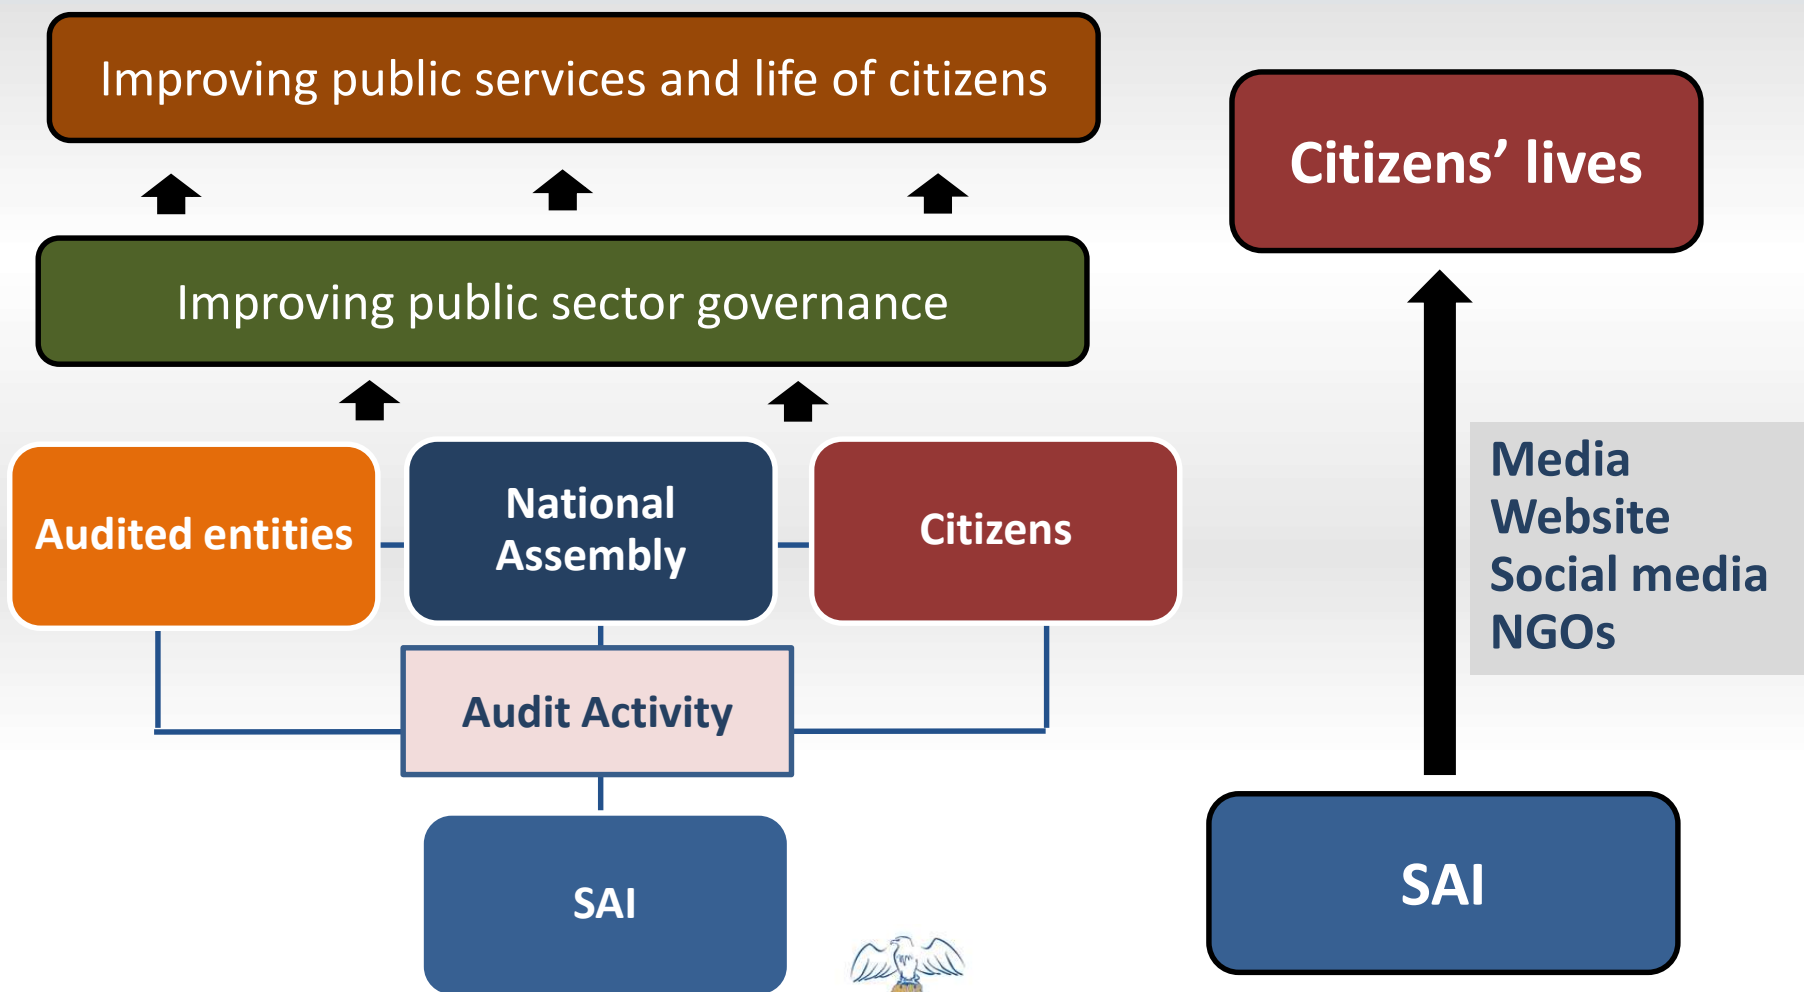 Improving public services and life of citizens
Improving public sector governance
Audited entities
National
Assembly
Citizens
Audit Activity
SAI
Citizens’ lives
Media
Website
Social media
NGOs
SAI